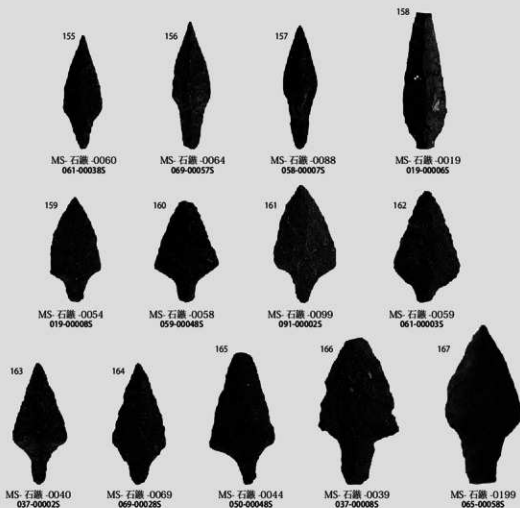 155
156
157
158
MS- 石鏃 -0060
061-00038S
MS- 石鏃 -0064
069-00057S
MS- 石鏃 -0088
058-00007S
MS- 石鏃 -0019
019-00006S
159
160
161
162
MS- 石鏃 -0054
019-00008S
MS- 石鏃 -0058
059-00048S
MS- 石鏃 -0099
091-00002S
MS- 石鏃 -0059
061-00003S
163
164
165
166
167
MS- 石鏃 -0040
037-00002S
MS- 石鏃 -0069
069-00028S
MS- 石鏃 -0044
050-00048S
MS- 石鏃 -0039
037-00008S
MS- 石鏃 -0199
065-00058S